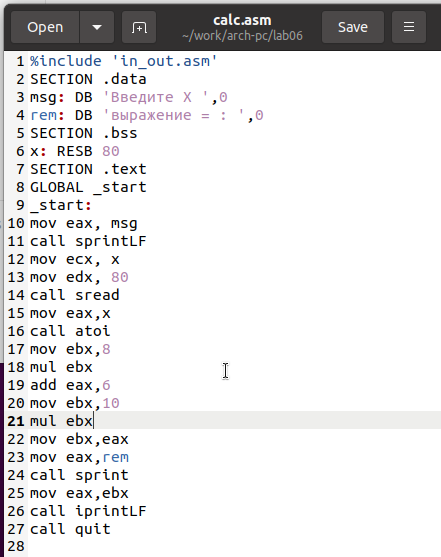 Open
calc.asm
~/work/arch-pc/lab06
Save
1 %include 'in_out.asm'
2 SECTION .data
3 msg: DB 'Введите X ',0
4 rem: DB 'выражение = : ',0
5 SECTION .bss
6 x: RESB 80
7 SECTION .text
8 GLOBAL _start
9 _start:
10 mov eax, msg
11 call sprintLF
12 mov ecx, x
13 mov edx, 80
14 call sread
15 mov eax,x
16 call atoi
17 mov ebx,8
18 mul ebx
19 add eax,6
20 mov ebx,10
21 mul ebx
22 mov ebx,eax
23 mov eax,rem
24 call sprint
25 mov eax,ebx
26 call iprintLF
27 call quit
28